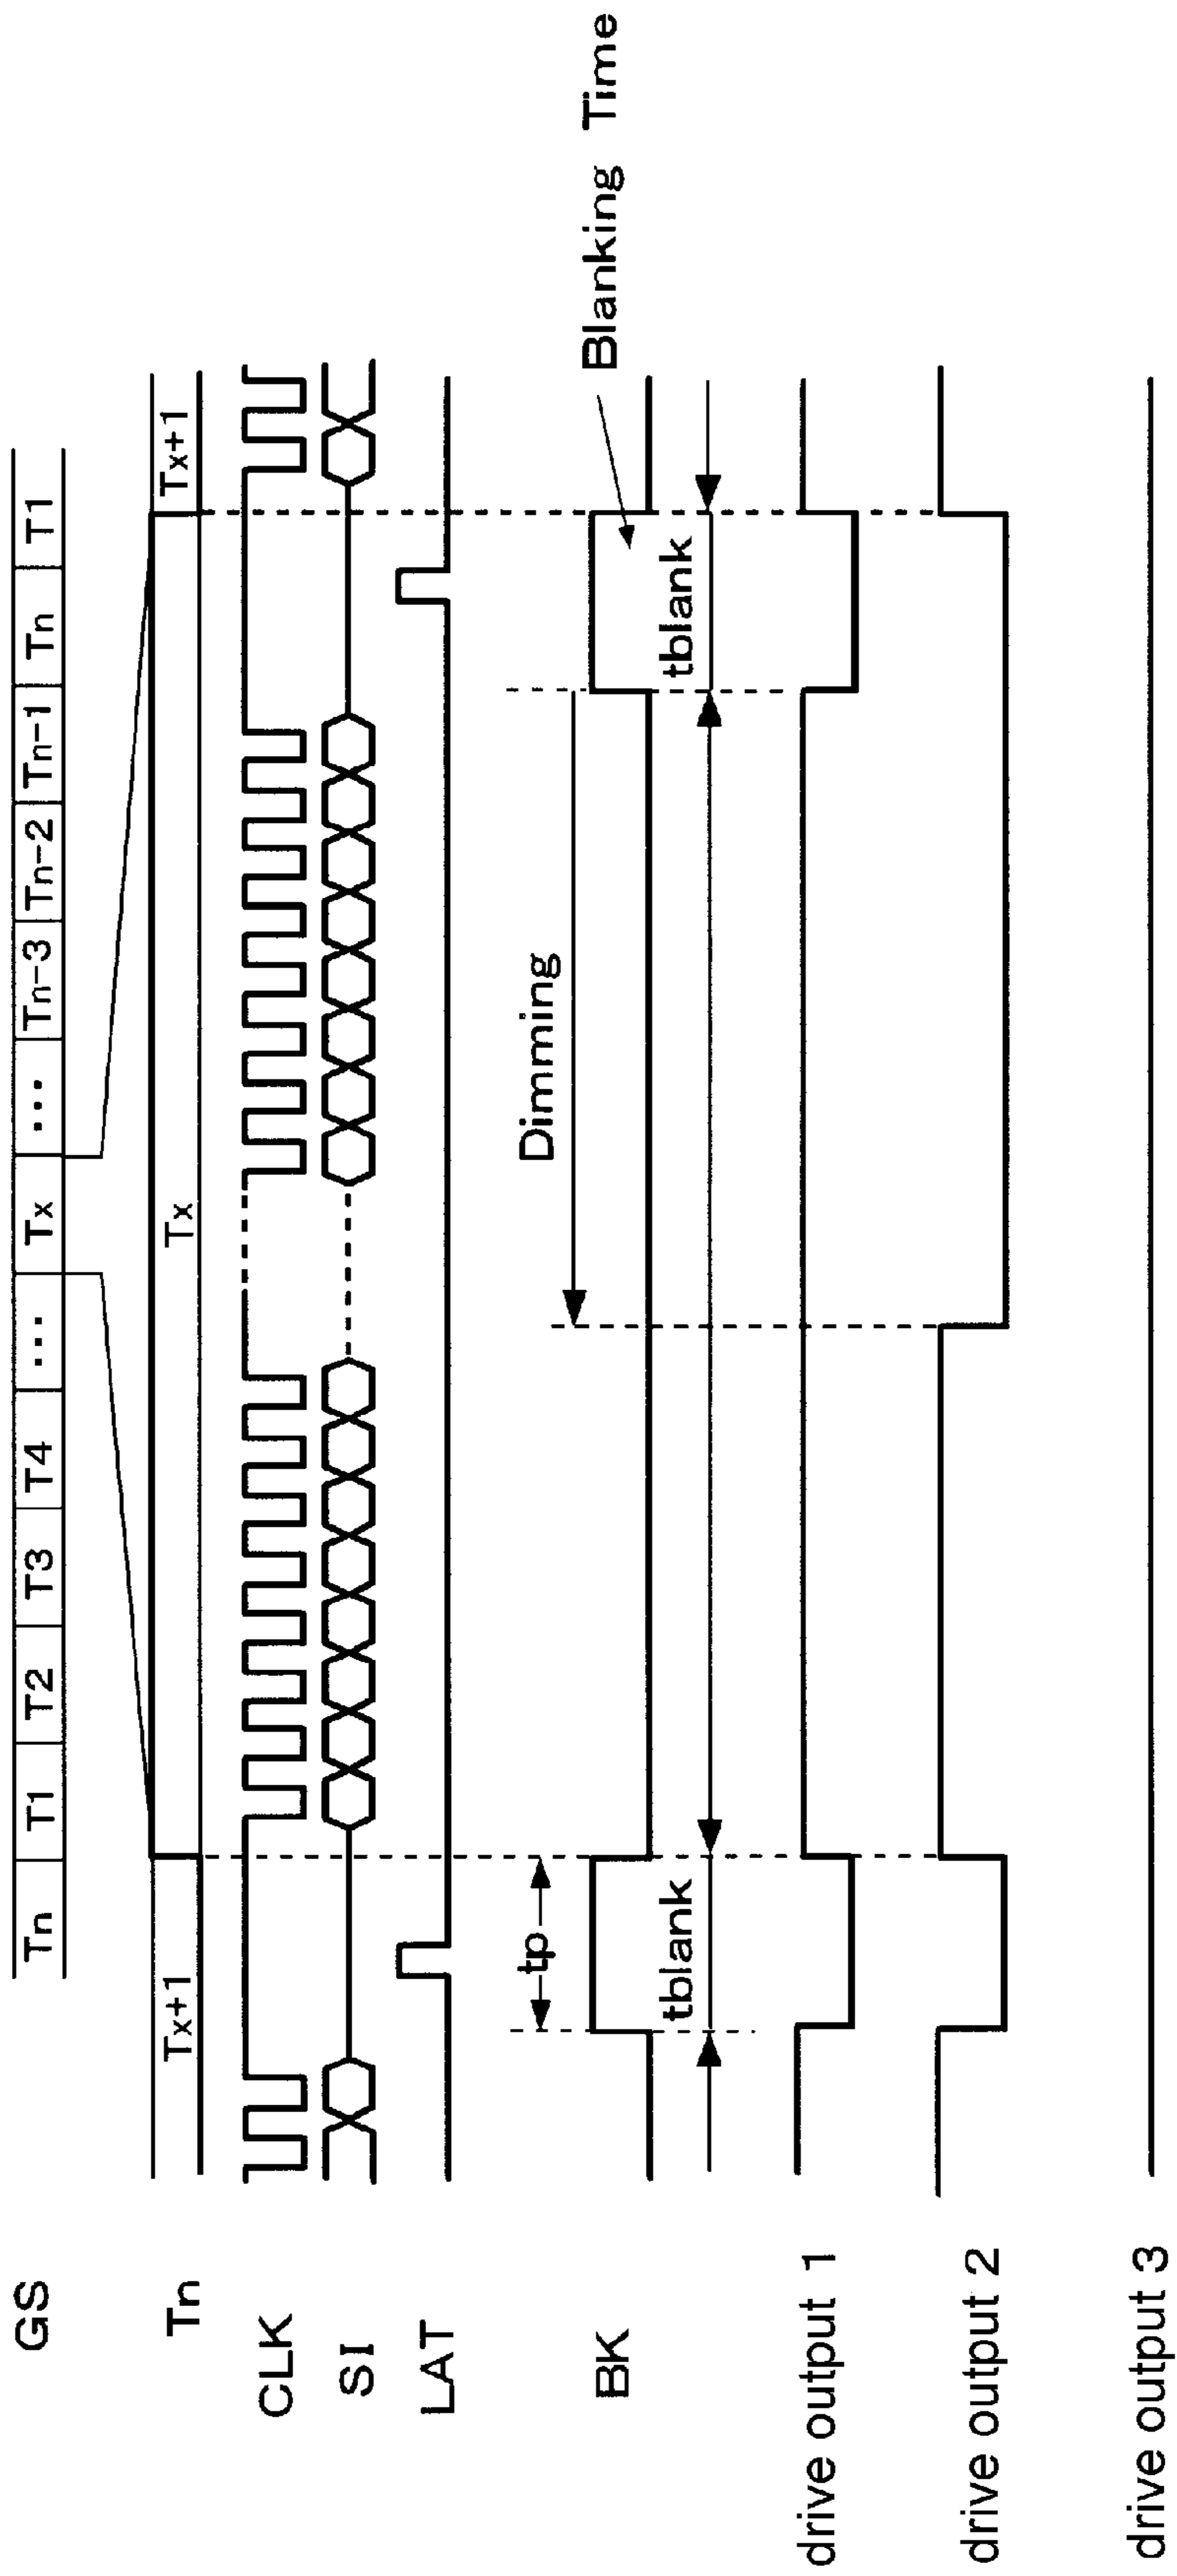 GS Tn T1 T2 T3 T4 ... Tx ... Tn-3 Tn-2 Tn-1 Tn T1
Tn Tx+1 Tx Tx+1
CLK
SI
LAT
tp Dimming
BK Blanking Time
tblank tblank
drive output 1
drive output 2
drive output 3